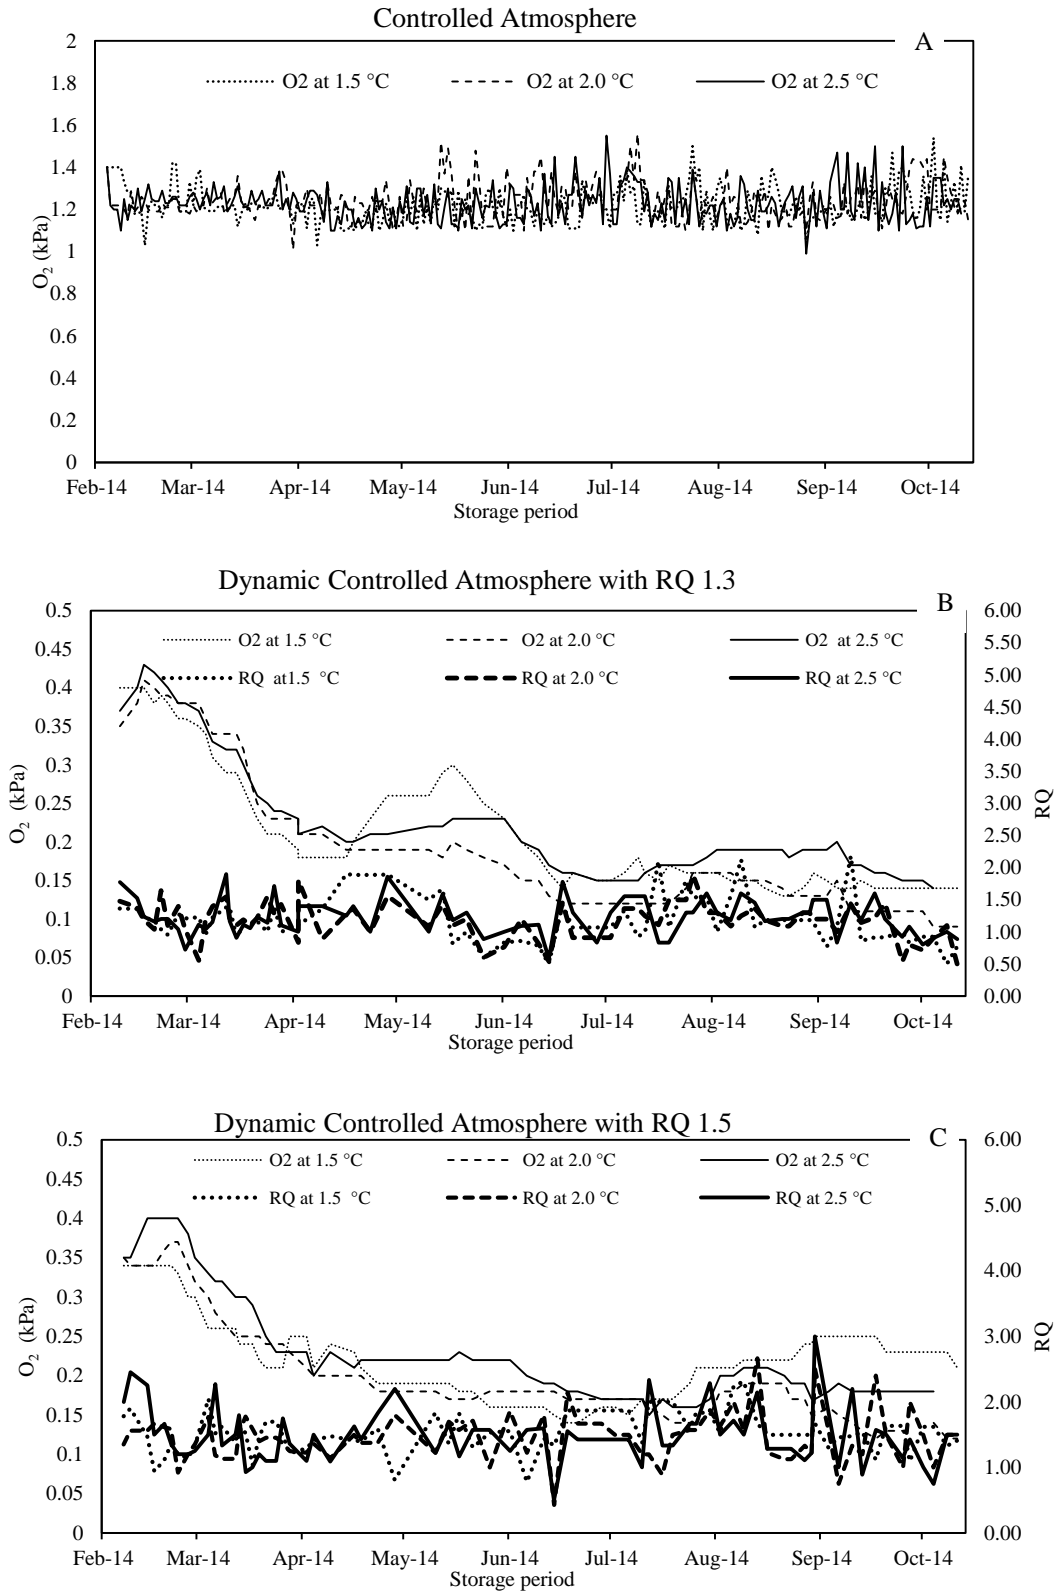 Controlled Atmosphere
A
2
1.8
1.6
1.4
1.2
1
0.8
0.6
0.4
0.2
0
O2 (kPa)
O2 at 1.5 °C O2 at 2.0 °C O2 at 2.5 °C
Feb-14 Mar-14 Apr-14 May-14 Jun-14 Jul-14 Aug-14 Sep-14 Oct-14
Storage period
Dynamic Controlled Atmosphere with RQ 1.3
B
0.5
0.45
0.4
0.35
0.3
0.25
0.2
0.15
0.1
0.05
0
O2 (kPa)
O2 at 1.5 °C O2 at 2.0 °C O2 at 2.5 °C
RQ at1.5 °C RQ at 2.0 °C RQ at 2.5 °C
6.00
5.50
5.00
4.50
4.00
3.50
3.00
2.50
2.00
1.50
1.00
0.50
0.00
RQ
Feb-14 Mar-14 Apr-14 May-14 Jun-14 Jul-14 Aug-14 Sep-14 Oct-14
Storage period
Dynamic Controlled Atmosphere with RQ 1.5
C
0.5
0.45
0.4
0.35
0.3
0.25
0.2
0.15
0.1
0.05
0
O2 (kPa)
O2 at 1.5 °C O2 at 2.0 °C O2 at 2.5 °C
RQ at 1.5 °C RQ at 2.0 °C RQ at 2.5 °C
6.00
5.00
4.00
3.00
2.00
1.00
0.00
RQ
Feb-14 Mar-14 Apr-14 May-14 Jun-14 Jul-14 Aug-14 Sep-14 Oct-14
Storage period